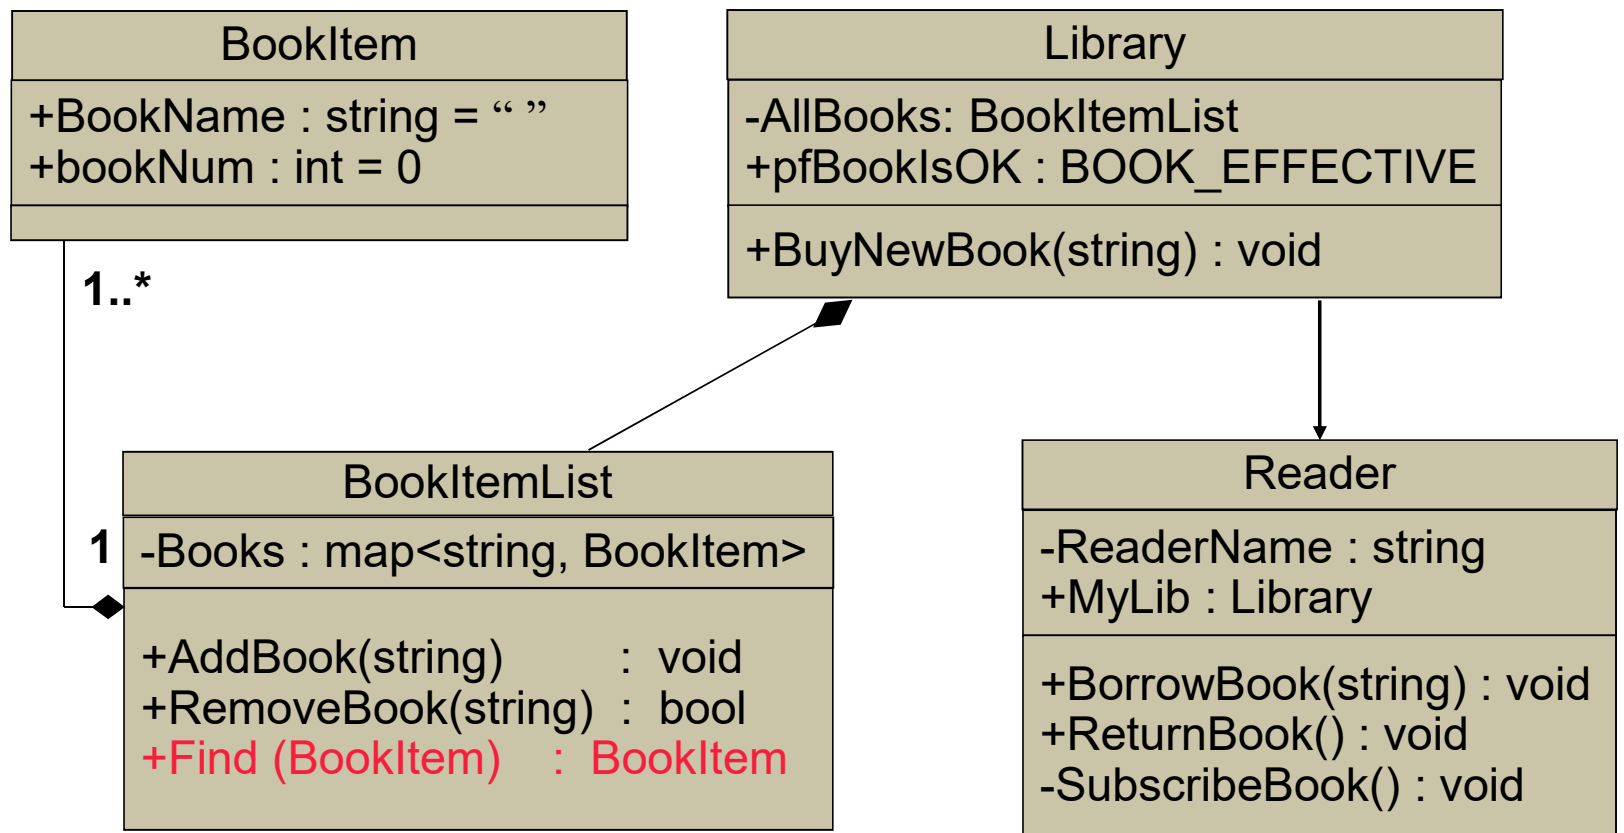 BookItem
+BookName : string = “ ”
+bookNum : int = 0
1..*
Library
-AllBooks: BookItemList
+pfBookIsOK : BOOK_EFFECTIVE
+BuyNewBook(string) : void
BookItemList
1
-Books : map<string, BookItem>
+AddBook(string) : void
+RemoveBook(string) : bool
+Find (BookItem) : BookItem
Reader
-ReaderName : string
+MyLib : Library
+BorrowBook(string) : void
+ReturnBook() : void
-SubscribeBook() : void